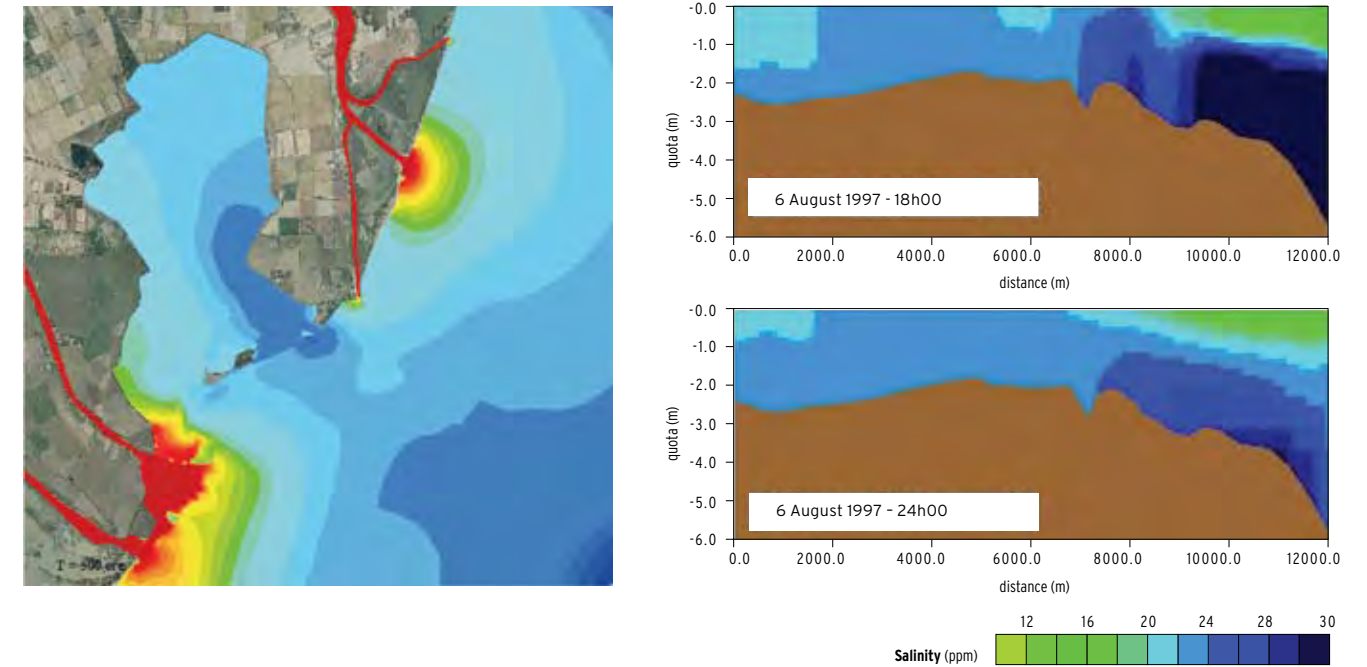 T = 500 ore
-0.0
-1.0
-2.0
-3.0
-4.0
-5.0
-6.0
quota (m)
6 August 1997 - 18h00
0.0 2000.0 4000.0 6000.0 8000.0 10000.0 12000.0
distance (m)
-0.0
-1.0
-2.0
-3.0
-4.0
-5.0
-6.0
quota (m)
6 August 1997 – 24h00
0.0 2000.0 4000.0 6000.0 8000.0 10000.0 12000.0
distance (m)
12 16 20 24 28 30
Salinity (ppm)